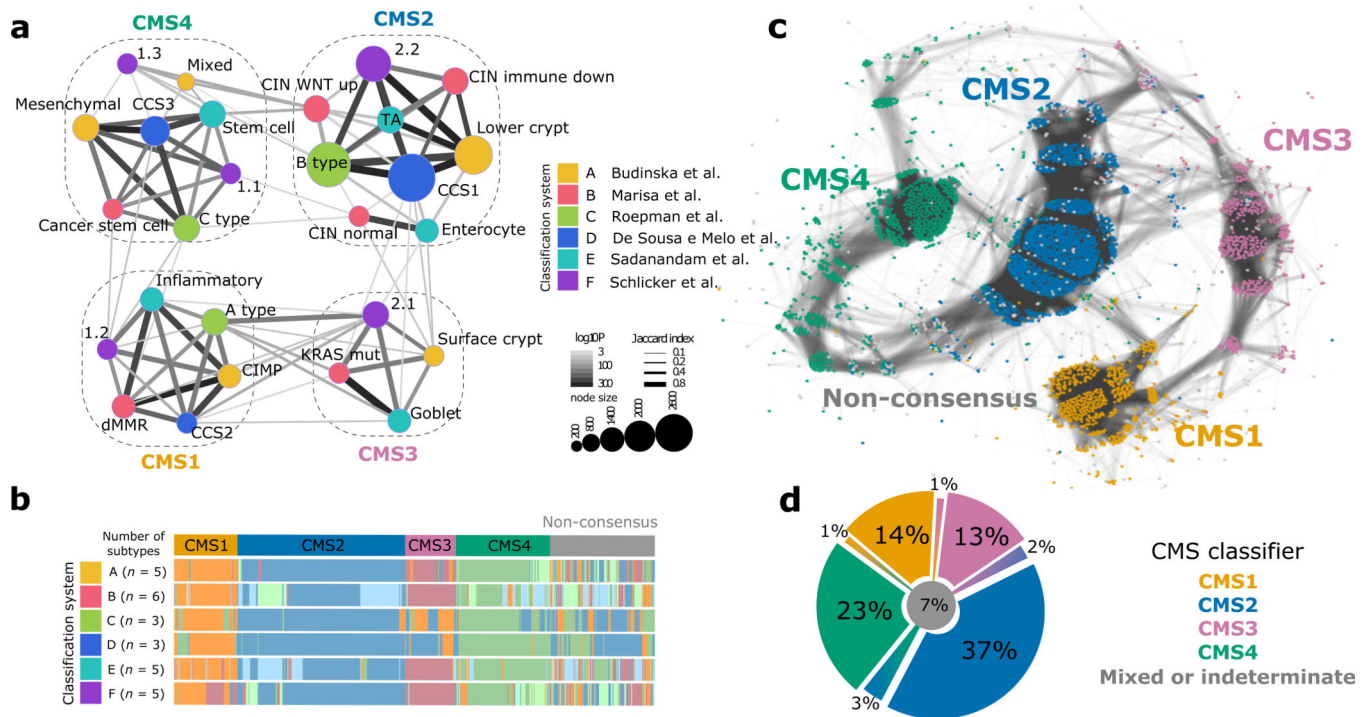 a
CMS4
CMS2
1.3
Mixed
Mesenchymal
CCS3
Stem cell
1.1
Cancer stem cell
C type
2.2
CIN WNT up
CIN immune down
TA
Lower crypt
B type
CCS1
CIN normal
Enterocyte
Inflammatory
A type
1.2
CIMP
dMMR
CCS2
CMS1
2.1
Surface crypt
KRAS mut
Goblet
CMS3
Classification system
A Budinska et al.
B Marisa et al.
C Roepman et al.
D De Sousa e Melo et al.
E Sadanandam et al.
F Schlicker et al.
log10P
3
100
300
Jaccard index
0.1
0.2
0.4
0.8
node size
200
800
1400
2000
2600
b
Number of
subtypes
Non-consensus
CMS1 CMS2 CMS3 CMS4
Classification system
A (n = 5)
B (n = 6)
C (n = 3)
D (n = 3)
E (n = 5)
F (n = 5)
c
CMS2
CMS3
CMS4
Non-consensus
CMS1
d
1%
14%
13%
1%
2%
23%
7%
37%
3%
CMS classifier
CMS1
CMS2
CMS3
CMS4
Mixed or indeterminate